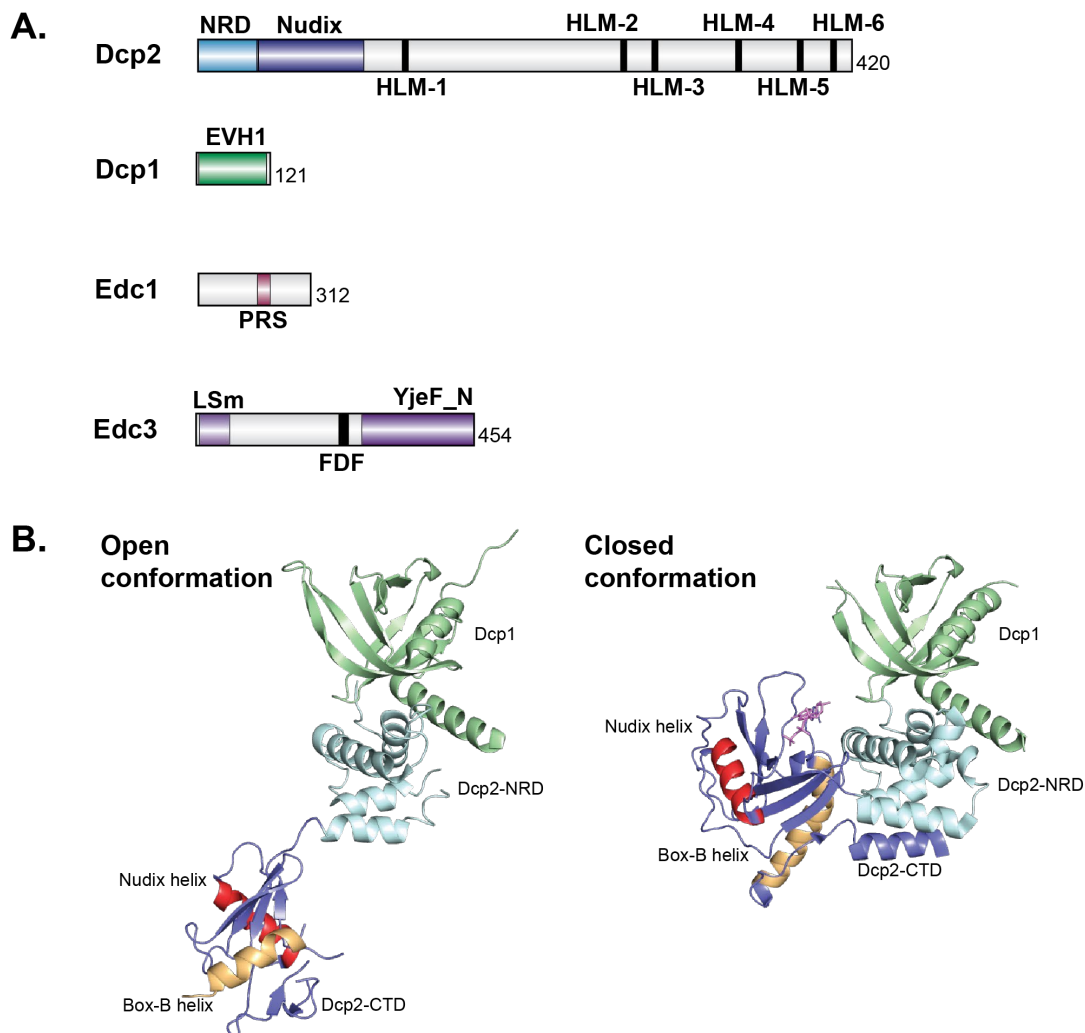 A.
NRD Nudix HLM-2 HLM-4 HLM-6
Dcp2 420
HLM-1 HLM-3 HLM-5
EVH1
Dcp1 121
Edc1 312
PRS
LSm YjeF_N
Edc3 454
FDF
B.
Open
conformation
Dcp1
Dcp2-NRD
Nudix helix
Box-B helix Dcp2-CTD
Closed
conformation
Dcp1
Nudix helix
Dcp2-NRD
Box-B helix
Dcp2-CTD